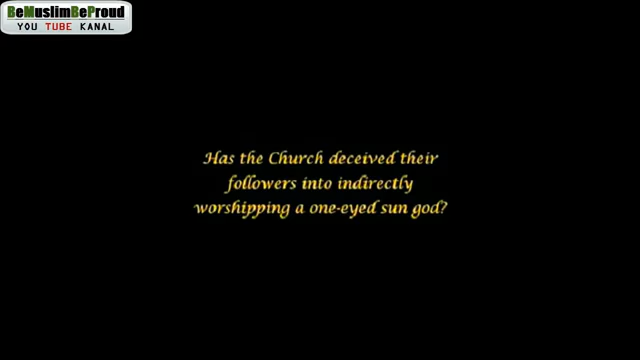 BeMuslimBeProud
YOU TUBE KANAL
Has the Church deceived their
followers into indirectly
worshipping a one-eyed sun god?